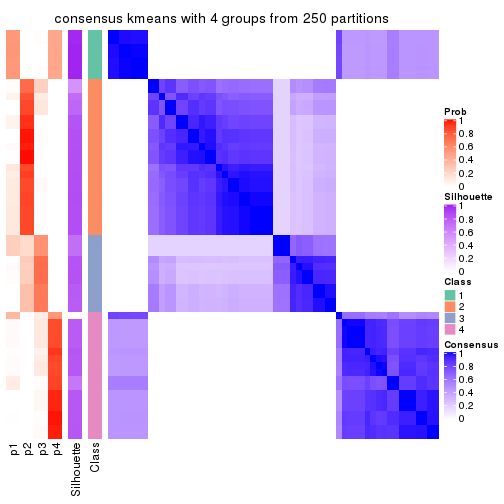 consensus kmeans with 4 groups from 250 partitions
Prob
1
0.8
0.6
0.4
0.2
0
Silhouette
1
0.8
0.6
0.4
0.2
0
Class
1
2
3
4
Consensus
1
0.8
0.6
0.4
0.2
0
p1
p2
p3
p4
Silhouette
Class